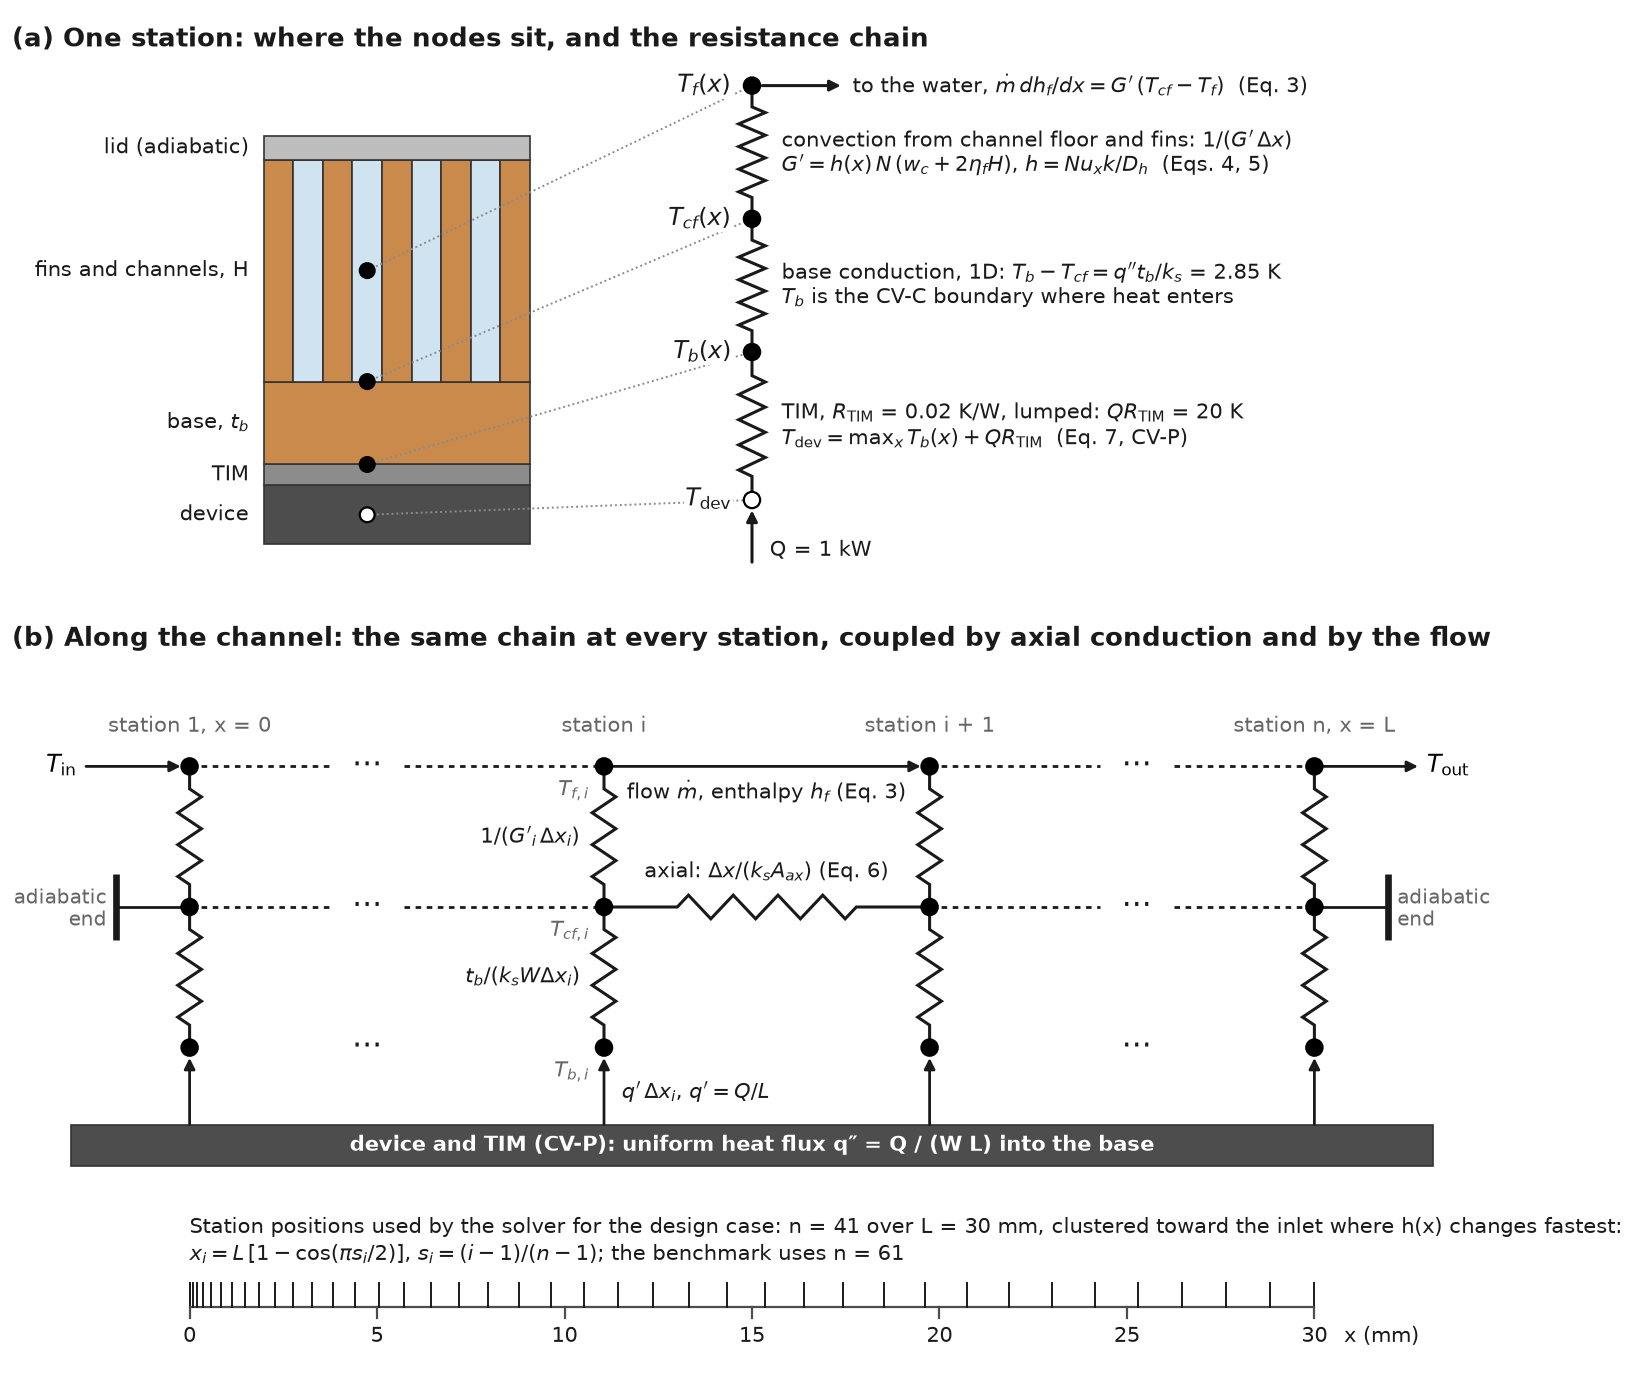 (a) One station: where the nodes sit, and the resistance chain
T_f(x)
to the water, ṁ dh_f/dx = G′ (T_cf − T_f)  (Eq. 3)
lid (adiabatic)
convection from channel floor and fins: 1/(G′ Δx)
G′ = h(x) N (w_c + 2η_f H), h = Nu_x k/D_h  (Eqs. 4, 5)
T_cf(x)
fins and channels, H
base conduction, 1D: T_b − T_cf = q″t_b/k_s = 2.85 K
T_b is the CV-C boundary where heat enters
T_b(x)
base, t_b
TIM, R_TIM = 0.02 K/W, lumped: QR_TIM = 20 K
T_dev = max_x T_b(x) + QR_TIM  (Eq. 7, CV-P)
TIM
T_dev
device
Q = 1 kW
(b) Along the channel: the same chain at every station, coupled by axial conduction and by the flow
station 1, x = 0
station i
station i + 1
station n, x = L
T_in
...
...
T_out
T_f,i
flow ṁ, enthalpy h_f (Eq. 3)
1/(G′_i Δx_i)
axial: Δx/(k_s A_ax) (Eq. 6)
adiabatic
end
...
...
adiabatic
end
T_cf,i
t_b/(k_s WΔx_i)
...
...
T_b,i
q′ Δx_i, q′ = Q/L
device and TIM (CV-P): uniform heat flux q″ = Q / (W L) into the base
Station positions used by the solver for the design case: n = 41 over L = 30 mm, clustered toward the inlet where h(x) changes fastest:
x_i = L [1 − cos(πs_i/2)], s_i = (i − 1)/(n − 1); the benchmark uses n = 61
0 5 10 15 20 25 30 x (mm)